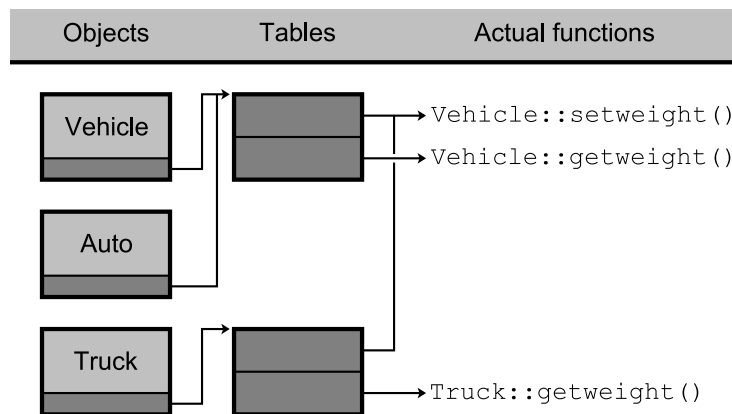 Objects Tables Actual functions
Vehicle
Vehicle::setweight()
Vehicle::getweight()
Auto
Truck
Truck::getweight()